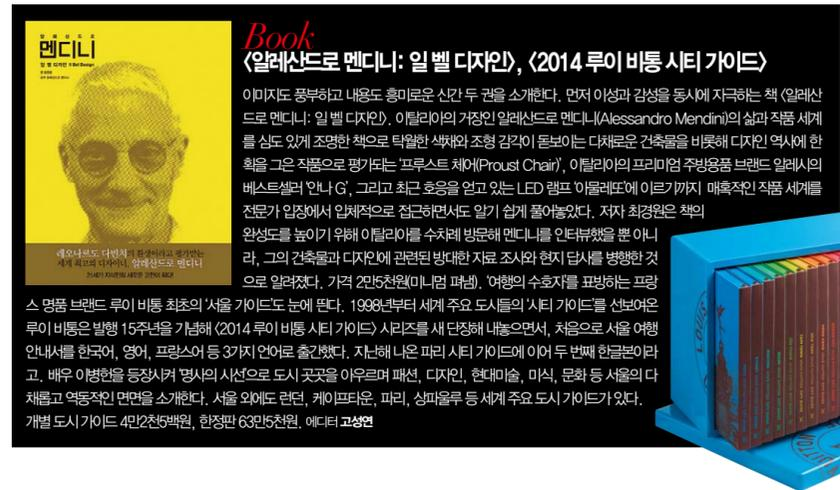 알레산드로
멘디니
일 벨 디자인 Il Bel Design
레오나르도 다빈치의 환생이라고 평가받는
세계 최고의 디자이너, 알레산드로 멘디니
Book
〈알레산드로 멘디니: 일 벨 디자인〉, 〈2014 루이 비통 시티 가이드〉
이미지도 풍부하고 내용도 흥미로운 신간 두 권을 소개한다. 먼저 이성과 감성을 동시에 자극하는 책 〈알레산
드로 멘디니: 일 벨 디자인〉. 이탈리아의 거장인 알레산드로 멘디니(Alessandro Mendini)의 삶과 작품 세계
를 심도 있게 조명한 책으로 탁월한 색채와 조형 감각이 돋보이는 다채로운 건축물을 비롯해 디자인 역사에 한
획을 그은 작품으로 평가되는 '프루스트 체어(Proust Chair)', 이탈리아의 프리미엄 주방용품 브랜드 알레시의
베스트셀러 '안나 G', 그리고 최근 호응을 얻고 있는 LED 램프 '아물레또'에 이르기까지 매혹적인 작품 세계를
전문가 입장에서 입체적으로 접근하면서도 알기 쉽게 풀어놓았다. 저자 최경원은 책의
완성도를 높이기 위해 이탈리아를 수차례 방문해 멘디니를 인터뷰했을 뿐 아니
라, 그의 건축물과 디자인에 관련된 방대한 자료 조사와 현지 답사를 병행한 것
으로 알려졌다. 가격 2만5천원(미니멈 펴냄). '여행의 수호자'를 표방하는 프랑
스 명품 브랜드 루이 비통 최초의 '서울 가이드'도 눈에 띈다. 1998년부터 세계 주요 도시들의 '시티 가이드'를 선보여온
루이 비통은 발행 15주년을 기념해 〈2014 루이 비통 시티 가이드〉 시리즈를 새 단장해 내놓으면서, 처음으로 서울 여행
안내서를 한국어, 영어, 프랑스어 등 3가지 언어로 출간했다. 지난해 나온 파리 시티 가이드에 이어 두 번째 한글본이라
고. 배우 이병헌을 등장시켜 '명사의 시선'으로 도시 곳곳을 아우르며 패션, 디자인, 현대미술, 미식, 문화 등 서울의 다
채롭고 역동적인 면면을 소개한다. 서울 외에도 런던, 케이프타운, 파리, 상파울루 등 세계 주요 도시 가이드가 있다.
개별 도시 가이드 4만2천5백원, 한정판 63만5천원. 에디터 고성연